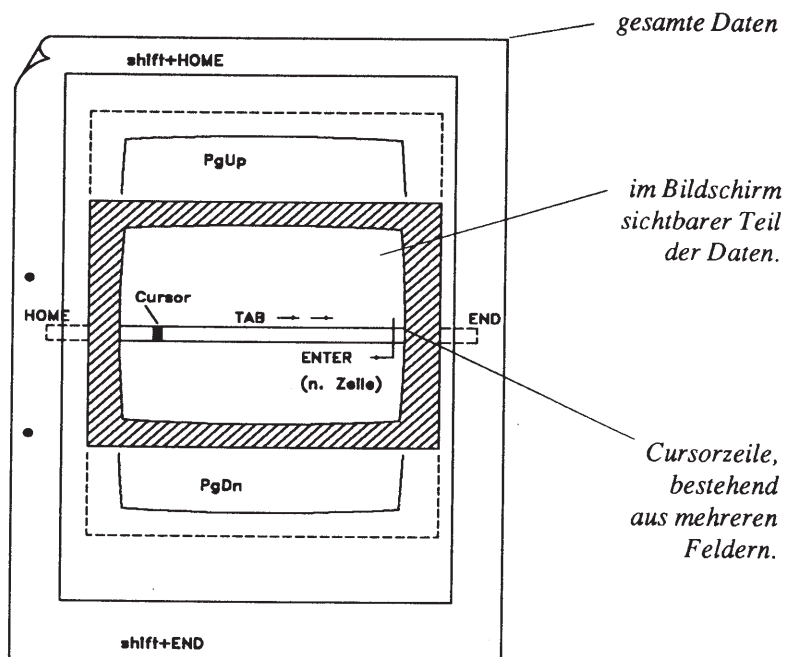 gesamte Daten
shift+HOME
PgUp
im Bildschirm
sichtbarer Teil
der Daten.
Cursor
HOME
TAB
END
ENTER
(n. Zeile)
Cursorzeile,
bestehend
aus mehreren
Feldern.
PgDn
shift+END